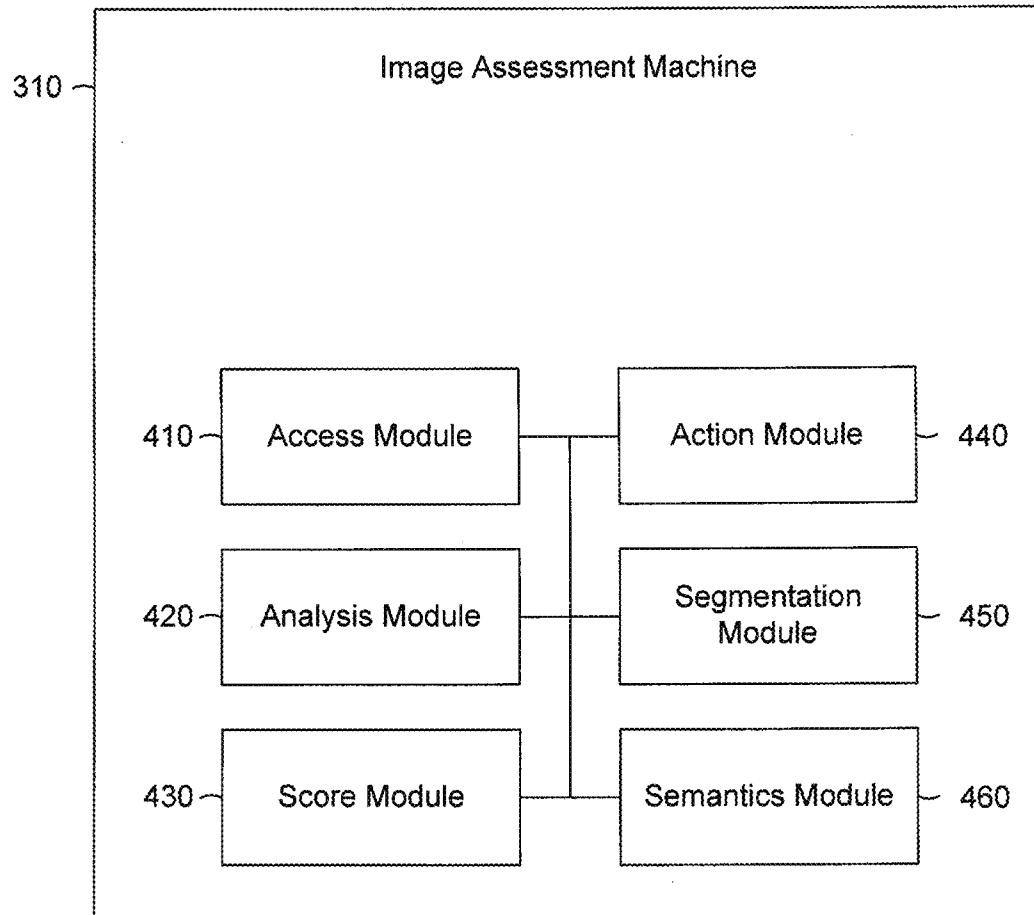 Image Assessment Machine
310
410
Access Module
Action Module
440
420
Analysis Module
Segmentation
Module
450
430
Score Module
Semantics Module
460